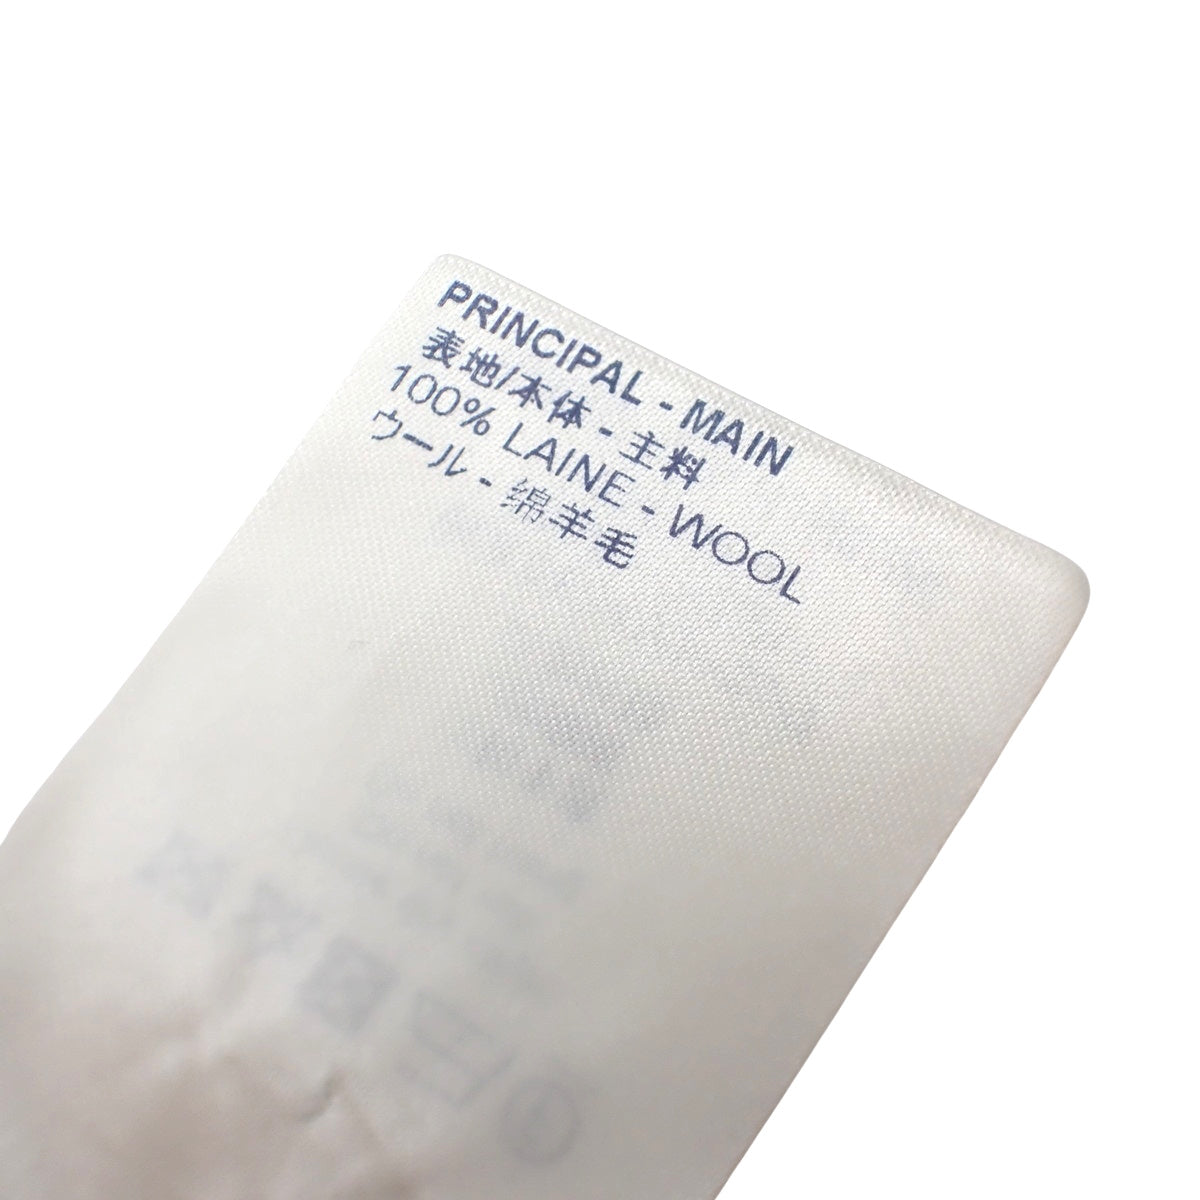 PRINCIPAL - MAIN
表地/本体 - 主料
100% LAINE - WOOL
ウール - 绵羊毛